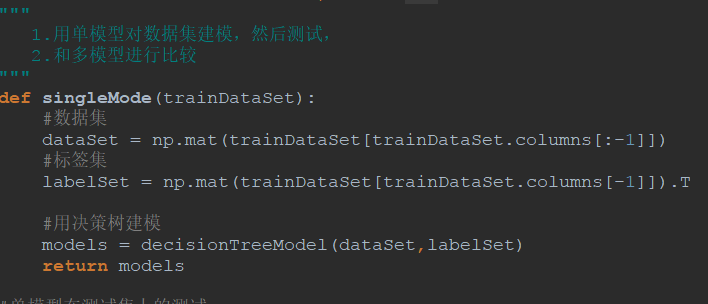 """
1.用单模型对数据集建模，然后测试，
2.和多模型进行比较
"""
def singleMode(trainDataSet):
#数据集
dataSet = np.mat(trainDataSet[trainDataSet.columns[:-1]])
#标签集
labelSet = np.mat(trainDataSet[trainDataSet.columns[-1]]).T
#用决策树建模
models = decisionTreeModel(dataSet,labelSet)
return models